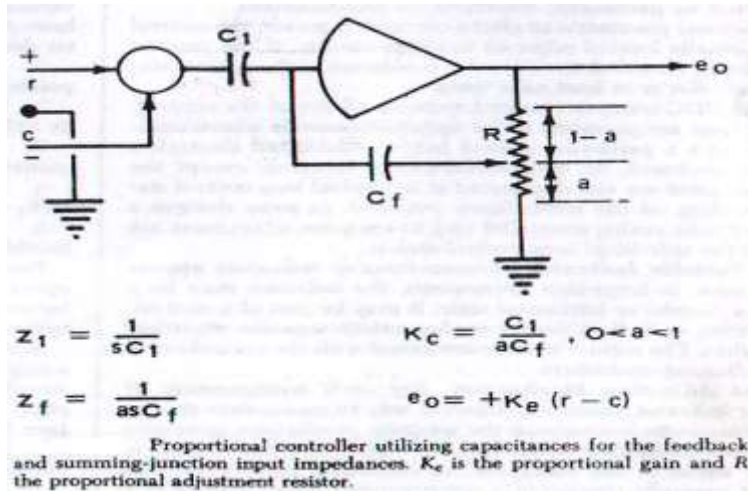 C1
+
r
c
−
eo
R
1−a
a
Cf
Z1 = 1/sC1
Kc = C1/aCf , 0<a<1
Zf = 1/asCf
eo = +Ke (r − c)
Proportional controller utilizing capacitances for the feedback
and summing-junction input impedances. Ke is the proportional gain and R
the proportional adjustment resistor.